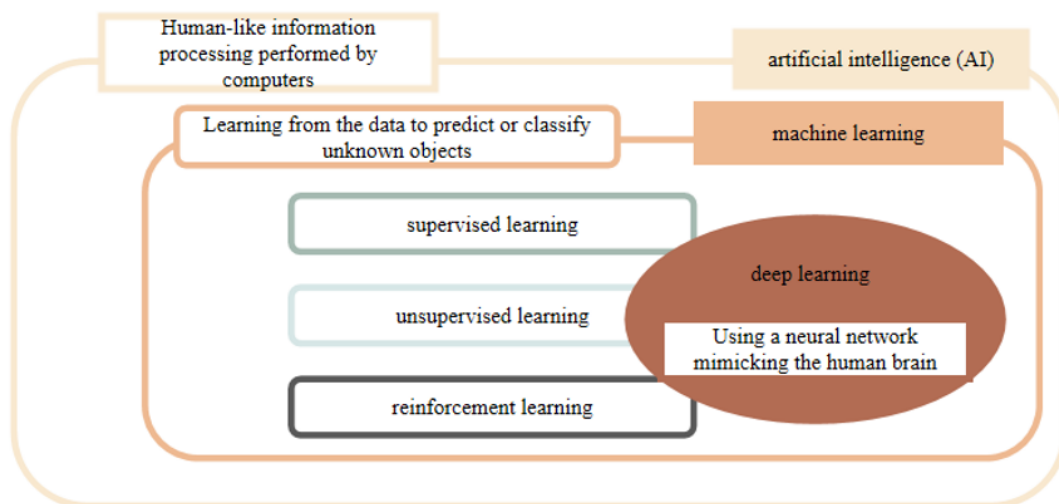 Human-like information
processing performed by
computers
artificial intelligence (AI)
Learning from the data to predict or classify
unknown objects
machine learning
supervised learning
deep learning
unsupervised learning
Using a neural network
mimicking the human brain
reinforcement learning